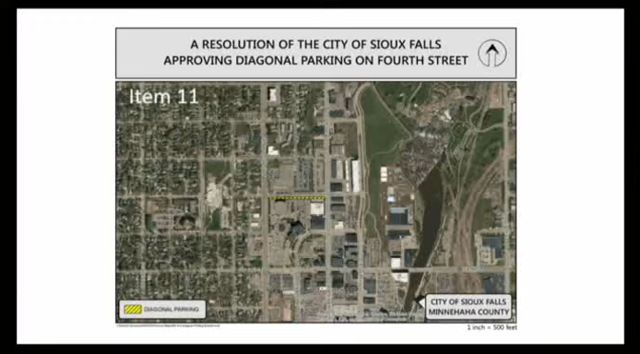 A RESOLUTION OF THE CITY OF SIOUX FALLS
APPROVING DIAGONAL PARKING ON FOURTH STREET
Item 11
DIAGONAL PARKING
CITY OF SIOUX FALLS
MINNEHAHA COUNTY
1 inch = 500 feet